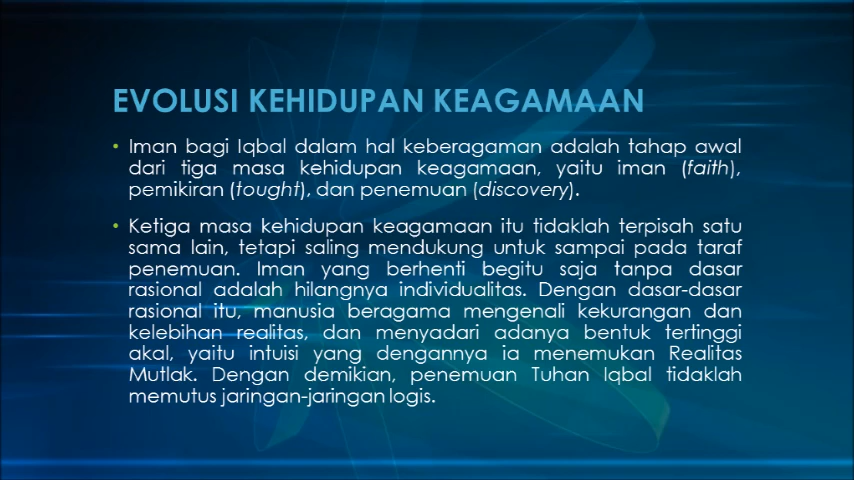 EVOLUSI KEHIDUPAN KEAGAMAAN
• Iman bagi Iqbal dalam hal keberagaman adalah tahap awal
dari tiga masa kehidupan keagamaan, yaitu iman (faith),
pemikiran (tought), dan penemuan (discovery).
• Ketiga masa kehidupan keagamaan itu tidaklah terpisah satu
sama lain, tetapi saling mendukung untuk sampai pada taraf
penemuan. Iman yang berhenti begitu saja tanpa dasar
rasional adalah hilangnya individualitas. Dengan dasar-dasar
rasional itu, manusia beragama mengenali kekurangan dan
kelebihan realitas, dan menyadari adanya bentuk tertinggi
akal, yaitu intuisi yang dengannya ia menemukan Realitas
Mutlak. Dengan demikian, penemuan Tuhan Iqbal tidaklah
memutus jaringan-jaringan logis.